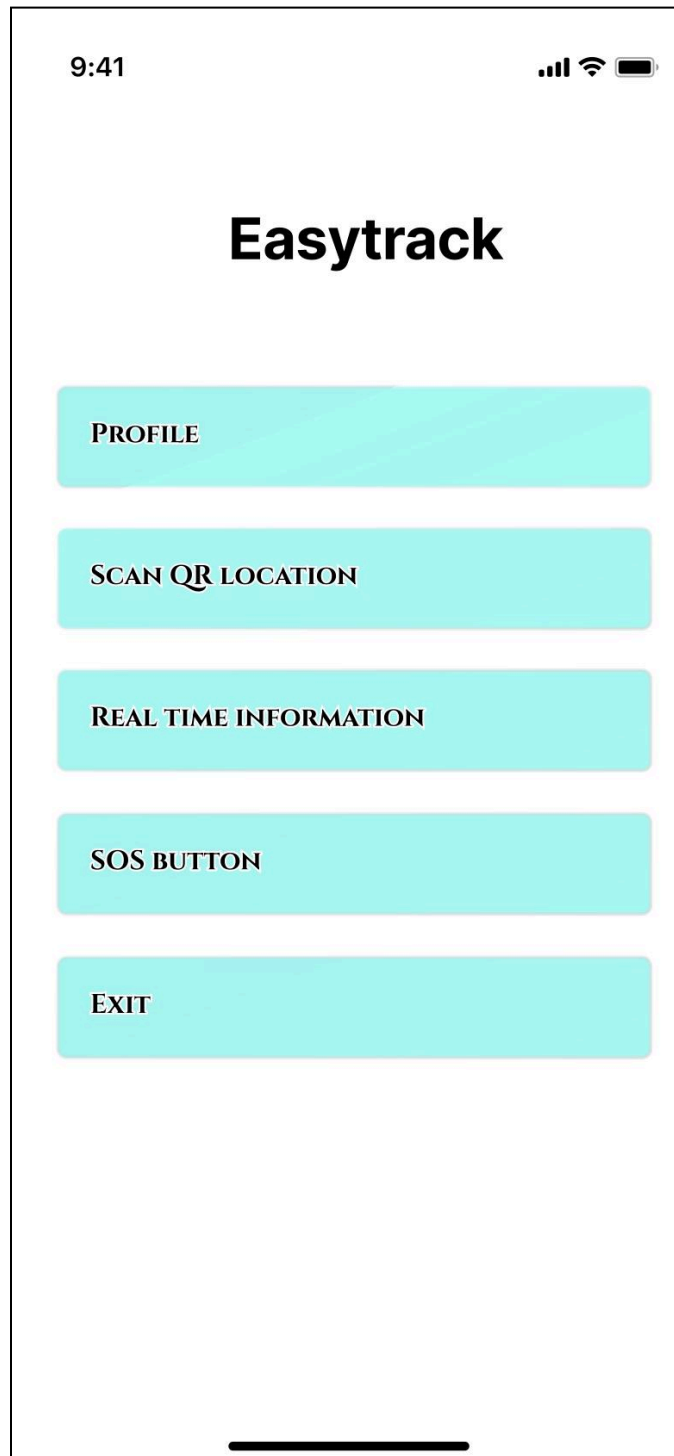 9:41
Easytrack
Profile
Scan QR location
Real time information
SOS button
Exit